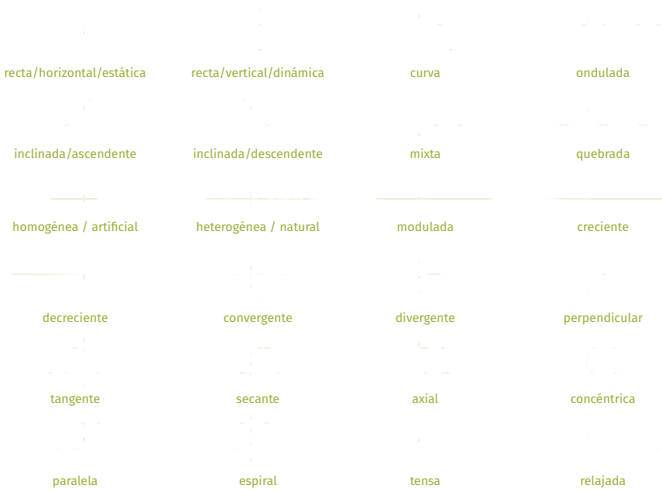 recta/horizontal/estática
recta/vertical/dinámica
curva
ondulada
inclinada/ascendente
inclinada/descendente
mixta
quebrada
homogénea / artificial
heterogénea / natural
modulada
creciente
decreciente
convergente
divergente
perpendicular
tangente
secante
axial
concéntrica
paralela
espiral
tensa
relajada